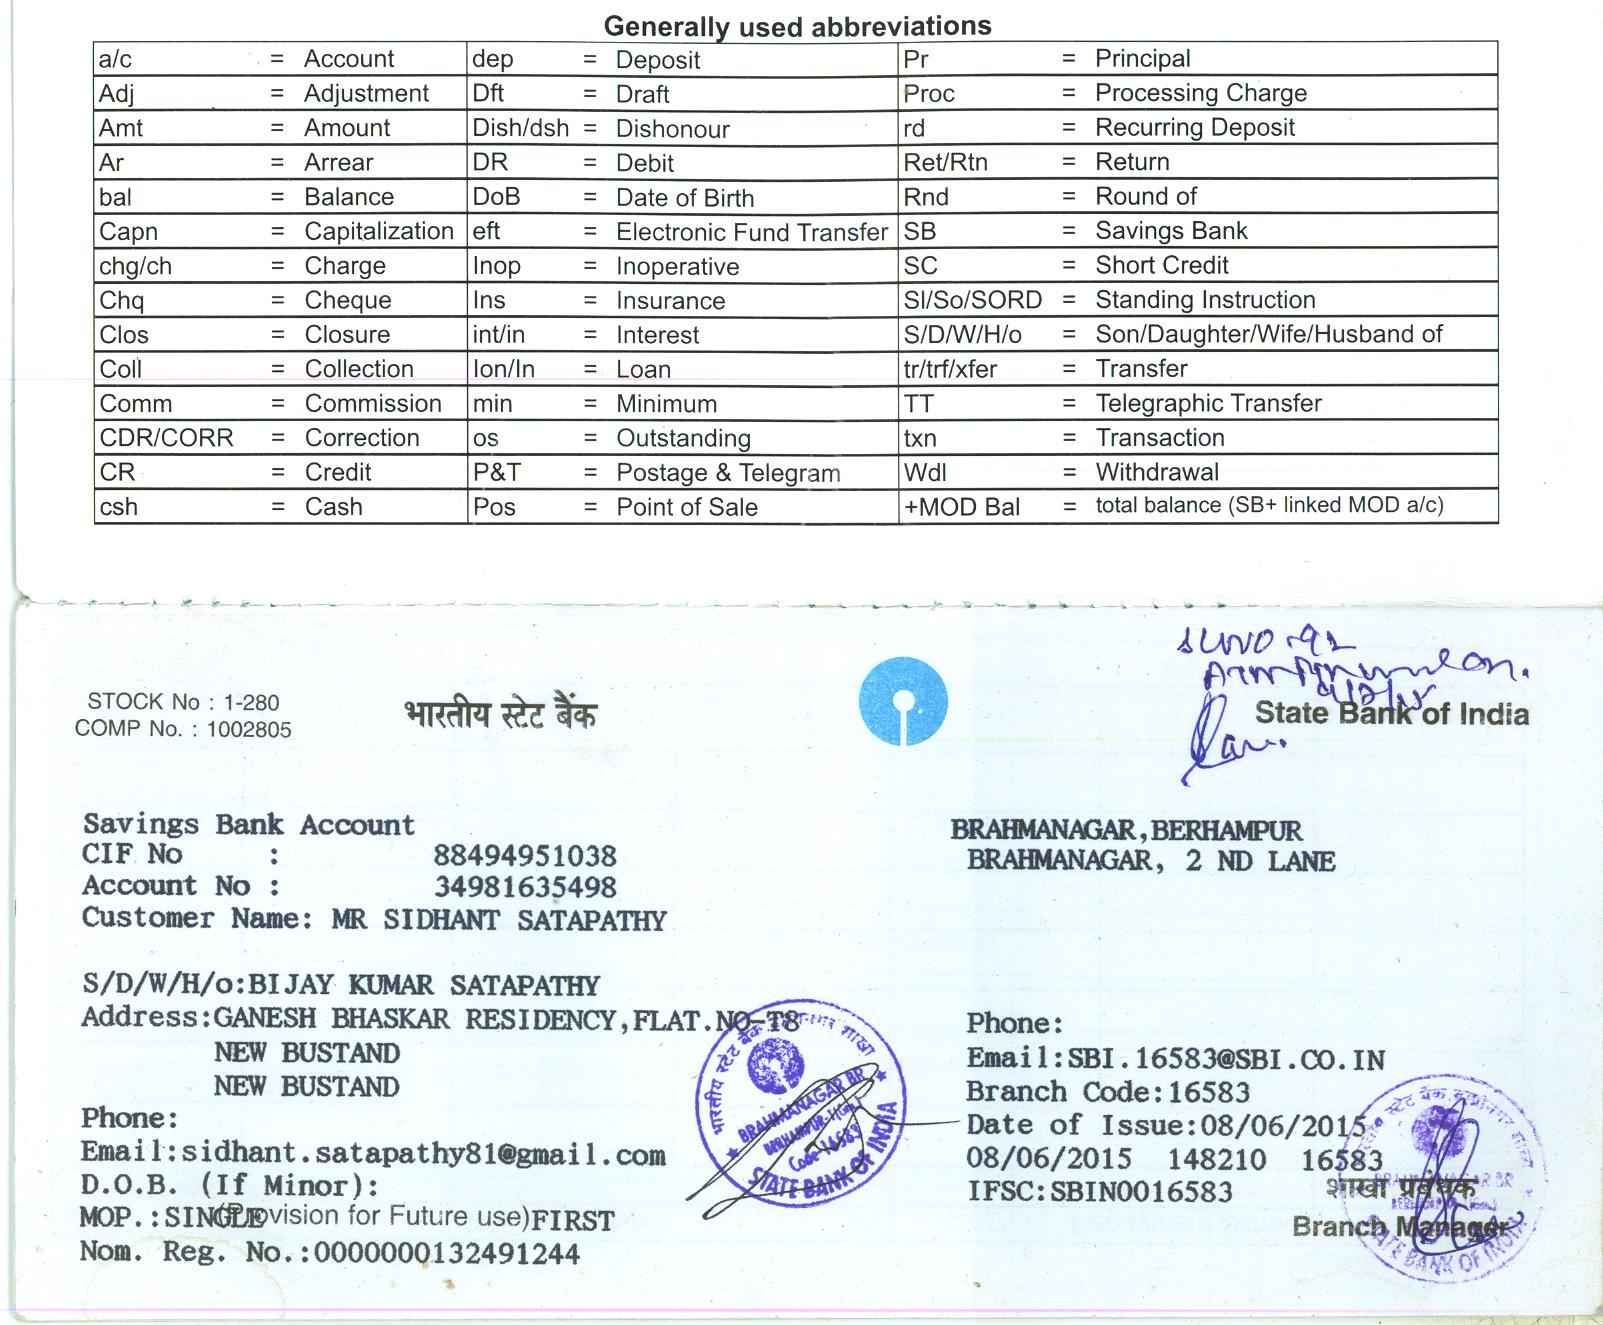 Generally used abbreviations
a/c = Account dep = Deposit Pr = Principal
Adj = Adjustment Dft = Draft Proc = Processing Charge
Amt = Amount Dish/dsh = Dishonour rd = Recurring Deposit
Ar = Arrear DR = Debit Ret/Rtn = Return
bal = Balance DoB = Date of Birth Rnd = Round of
Capn = Capitalization eft = Electronic Fund Transfer SB = Savings Bank
chg/ch = Charge Inop = Inoperative SC = Short Credit
Chq = Cheque Ins = Insurance SI/So/SORD = Standing Instruction
Clos = Closure int/in = Interest S/D/W/H/o = Son/Daughter/Wife/Husband of
Coll = Collection lon/ln = Loan tr/trf/xfer = Transfer
Comm = Commission min = Minimum TT = Telegraphic Transfer
CDR/CORR = Correction os = Outstanding txn = Transaction
CR = Credit P&T = Postage & Telegram Wdl = Withdrawal
csh = Cash Pos = Point of Sale +MOD Bal = total balance (SB+ linked MOD a/c)
STOCK No : 1-280
COMP No. : 1002805
भारतीय स्टेट बैंक
State Bank of India
Savings Bank Account
CIF No : 88494951038
Account No : 34981635498
Customer Name: MR SIDHANT SATAPATHY
BRAHMANAGAR,BERHAMPUR
BRAHMANAGAR, 2 ND LANE
S/D/W/H/o:BIJAY KUMAR SATAPATHY
Address:GANESH BHASKAR RESIDENCY,FLAT.NO-T8
NEW BUSTAND
NEW BUSTAND
Phone:
Email:sidhant.satapathy81@gmail.com
D.O.B. (If Minor):
MOP.:SINGLE (Provision for Future use) FIRST
Nom. Reg. No.:0000000132491244
भारतीय स्टेट बैंक शाखा
BRAHMANAGAR BR
Code-16583
STATE BANK OF INDIA
Phone:
Email:SBI.16583@SBI.CO.IN
Branch Code:16583
Date of Issue:08/06/2015
08/06/2015 148210 16583
IFSC:SBIN0016583
शाखा प्रबंधक
Branch Manager
STATE BANK OF INDIA